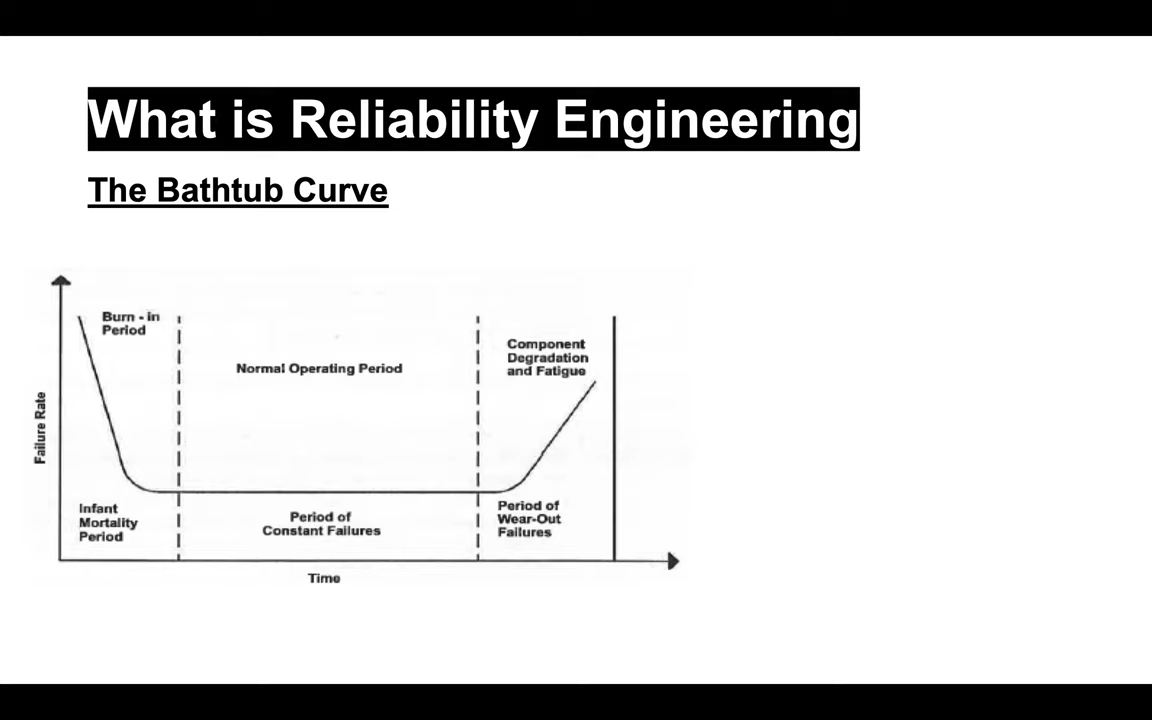 What is Reliability Engineering
The Bathtub Curve
Burn - in
Period
Normal Operating Period
Component
Degradation
and Fatigue
Failure Rate
Infant
Mortality
Period
Period of
Constant Failures
Period of
Wear-Out
Failures
Time